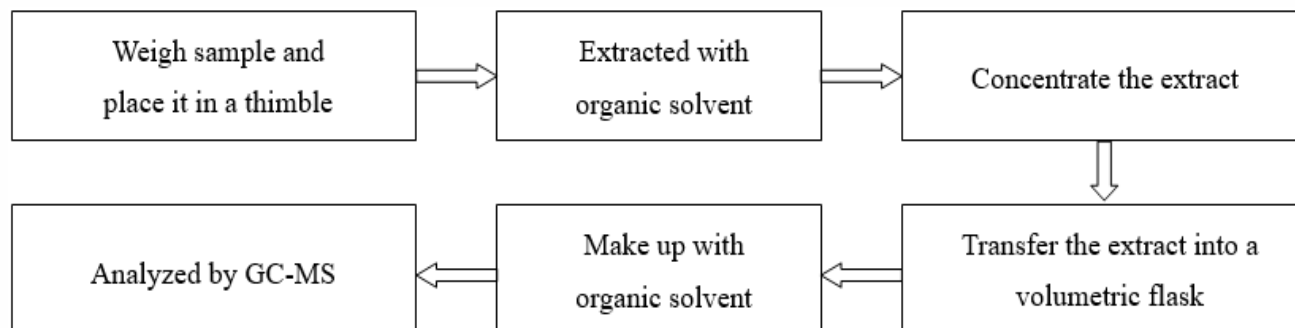 Weigh sample and
place it in a thimble
Extracted with
organic solvent
Concentrate the extract
Transfer the extract into a
volumetric flask
Make up with
organic solvent
Analyzed by GC-MS